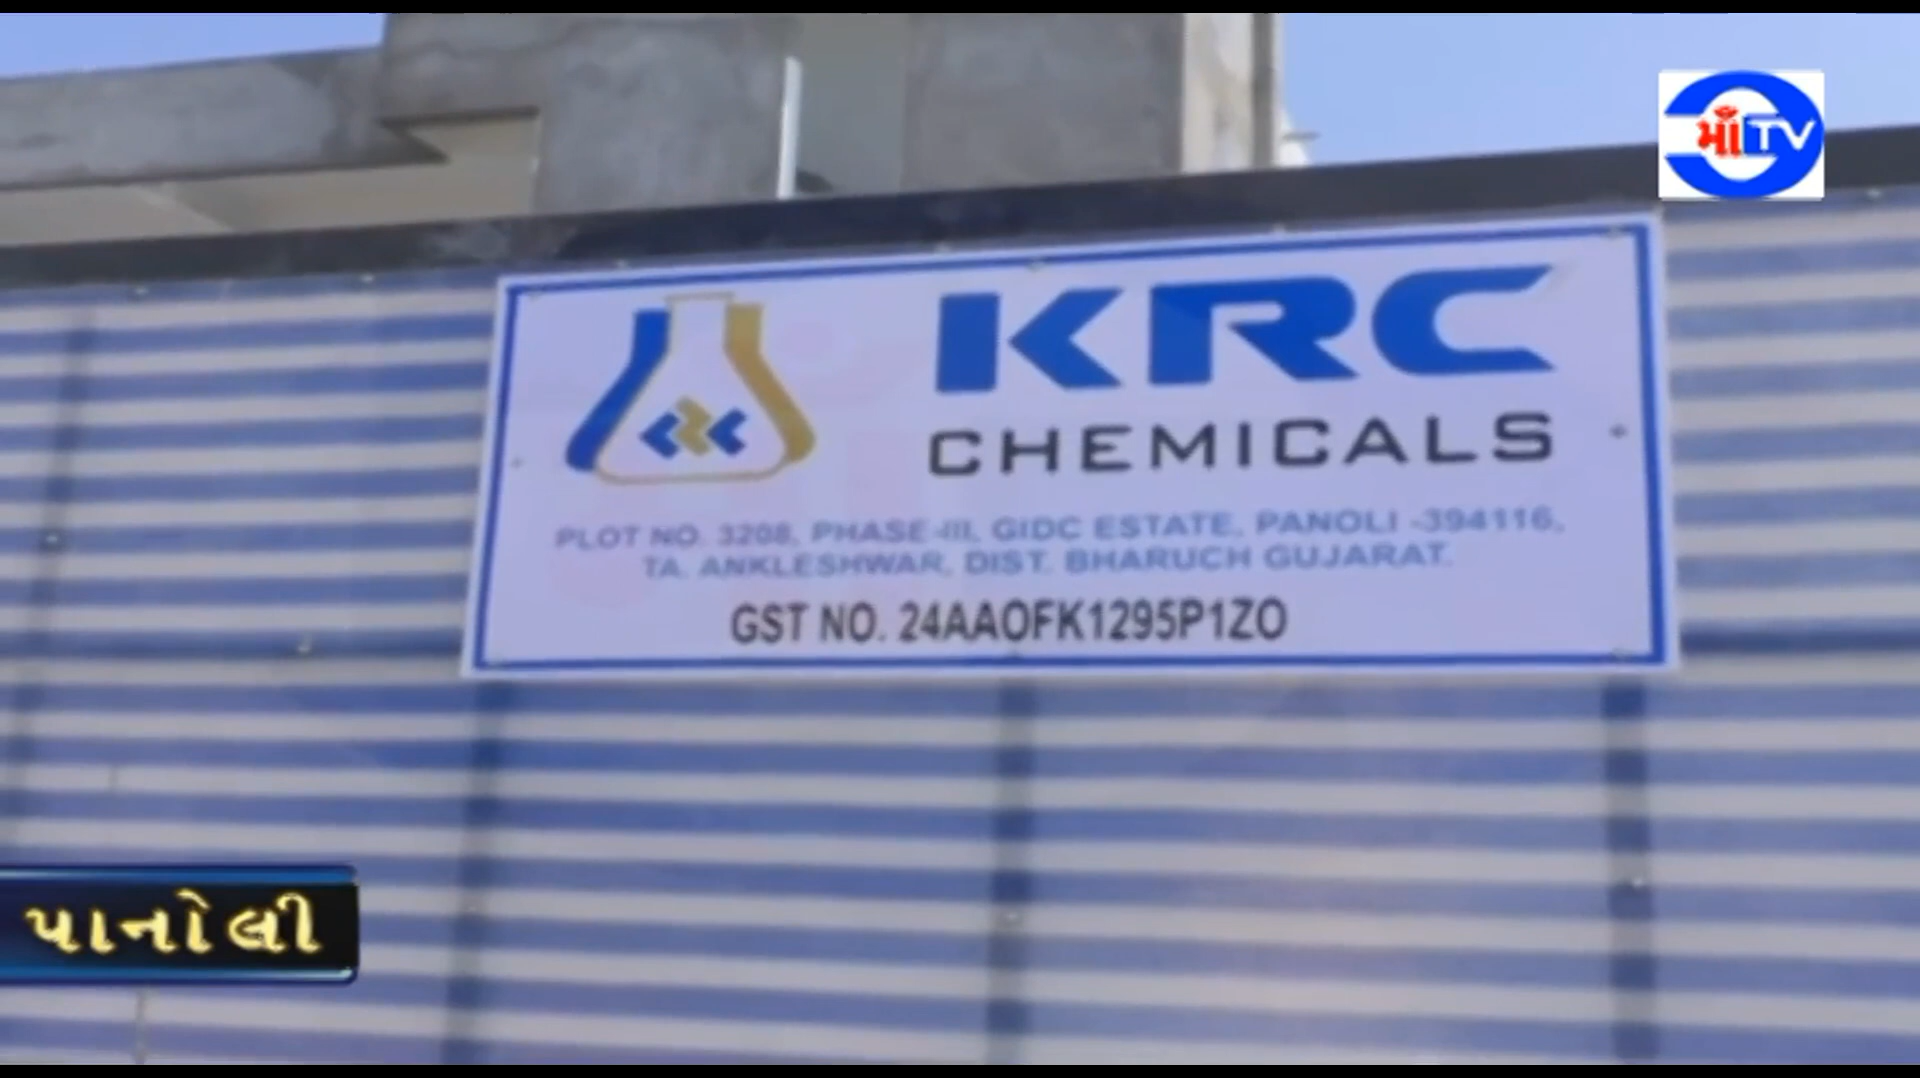 માઁ TV
KRC
CHEMICALS
PLOT NO. 3208, PHASE-III, GIDC ESTATE, PANOLI -394116,
TA. ANKLESHWAR, DIST. BHARUCH GUJARAT.
GST NO. 24AAOFK1295P1ZO
પાનોલી